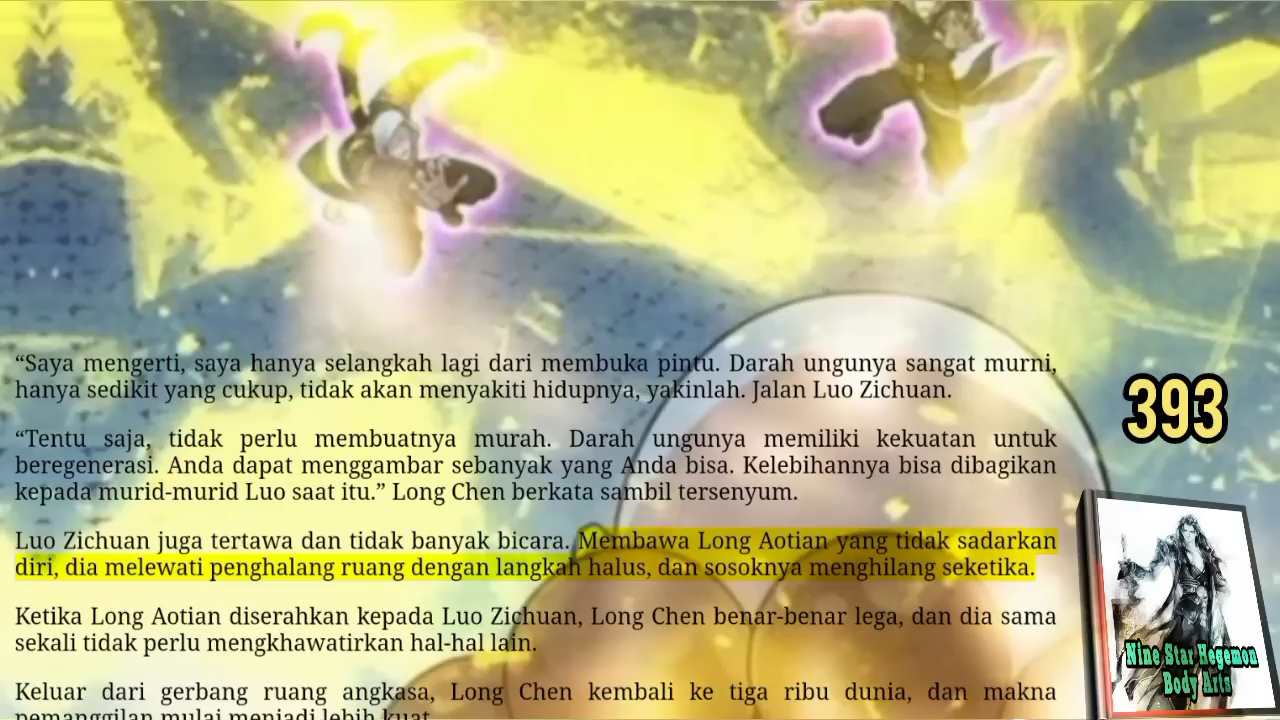 “Saya mengerti, saya hanya selangkah lagi dari membuka pintu. Darah ungunya sangat murni,
hanya sedikit yang cukup, tidak akan menyakiti hidupnya, yakinlah. Jalan Luo Zichuan.
“Tentu saja, tidak perlu membuatnya murah. Darah ungunya memiliki kekuatan untuk
beregenerasi. Anda dapat menggambar sebanyak yang Anda bisa. Kelebihannya bisa dibagikan
kepada murid-murid Luo saat itu.” Long Chen berkata sambil tersenyum.
Luo Zichuan juga tertawa dan tidak banyak bicara. Membawa Long Aotian yang tidak sadarkan
diri, dia melewati penghalang ruang dengan langkah halus, dan sosoknya menghilang seketika.
Ketika Long Aotian diserahkan kepada Luo Zichuan, Long Chen benar-benar lega, dan dia sama
sekali tidak perlu mengkhawatirkan hal-hal lain.
Keluar dari gerbang ruang angkasa, Long Chen kembali ke tiga ribu dunia, dan makna
pemanggilan mulai menjadi lebih kuat
393
Nine Star Hegemon
Body Arts